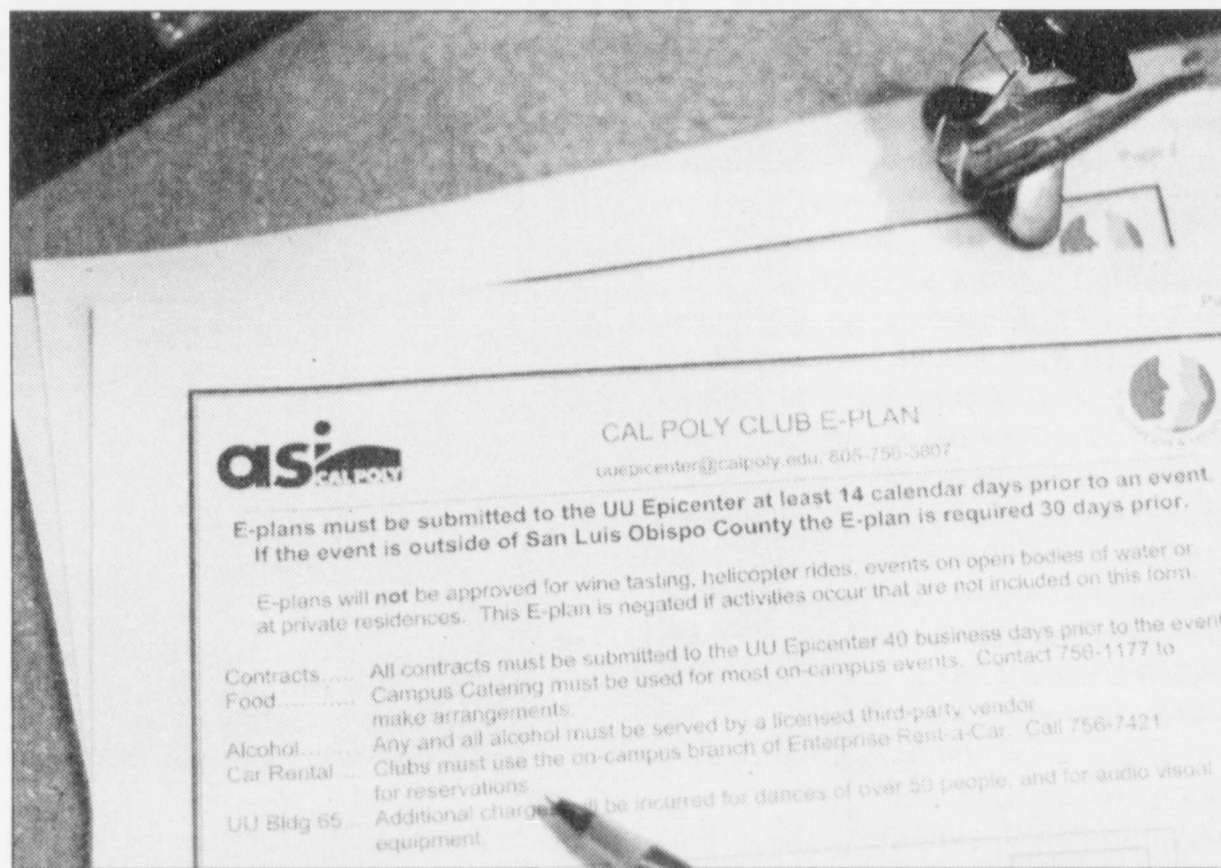 Page
asi
CAL POLY
CAL POLY CLUB E-PLAN
uuepicenter@calpoly.edu, 805-756-5807
E-plans must be submitted to the UU Epicenter at least 14 calendar days prior to an event.
If the event is outside of San Luis Obispo County the E-plan is required 30 days prior.
E-plans will not be approved for wine tasting, helicopter rides, events on open bodies of water or
at private residences. This E-plan is negated if activities occur that are not included on this form.
Contracts..... All contracts must be submitted to the UU Epicenter 40 business days prior to the event
Food........... Campus Catering must be used for most on-campus events. Contact 756-1177 to
make arrangements.
Alcohol........ Any and all alcohol must be served by a licensed third-party vendor.
Car Rental ... Clubs must use the on-campus branch of Enterprise Rent-a-Car. Call 756-7421
for reservations.
UU Bldg 65... Additional be incurred for dances of over 50 people, and for audio visual
equipment.